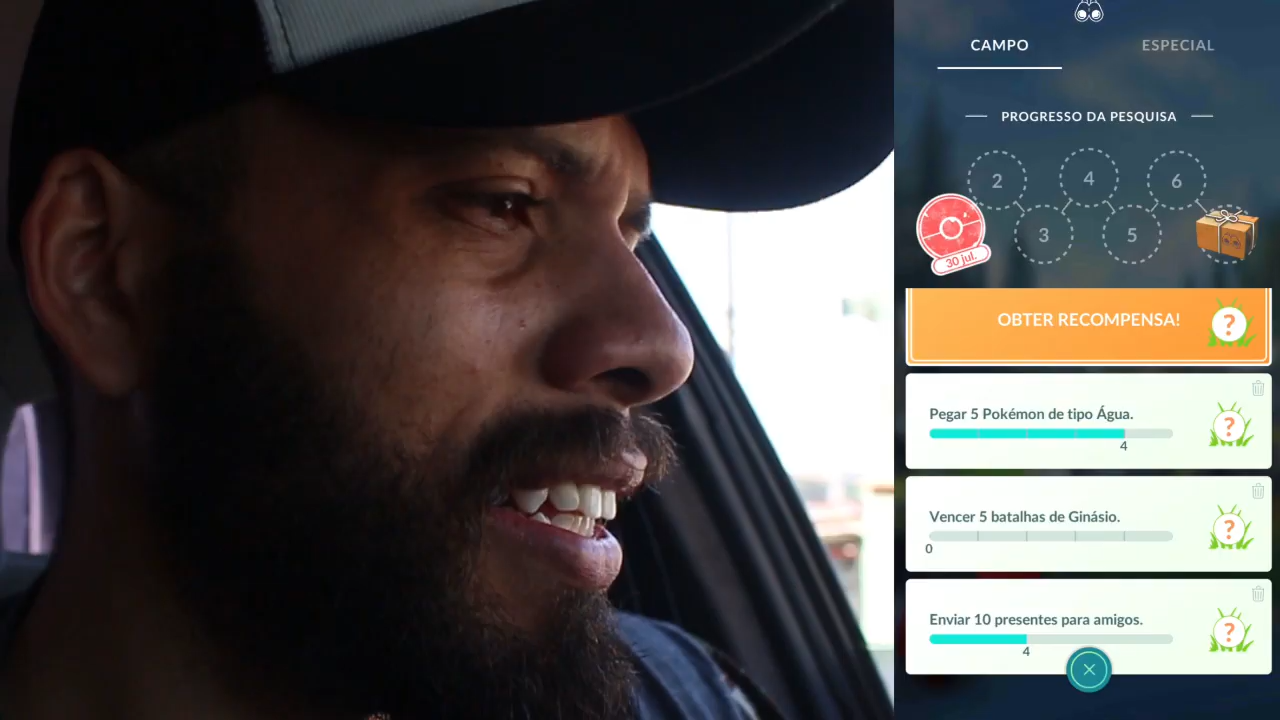 CAMPO
ESPECIAL
PROGRESSO DA PESQUISA
2
4
6
3
5
30 jul.
OBTER RECOMPENSA!
?
Pegar 5 Pokémon de tipo Água.
4
?
Vencer 5 batalhas de Ginásio.
0
?
Enviar 10 presentes para amigos.
4
?